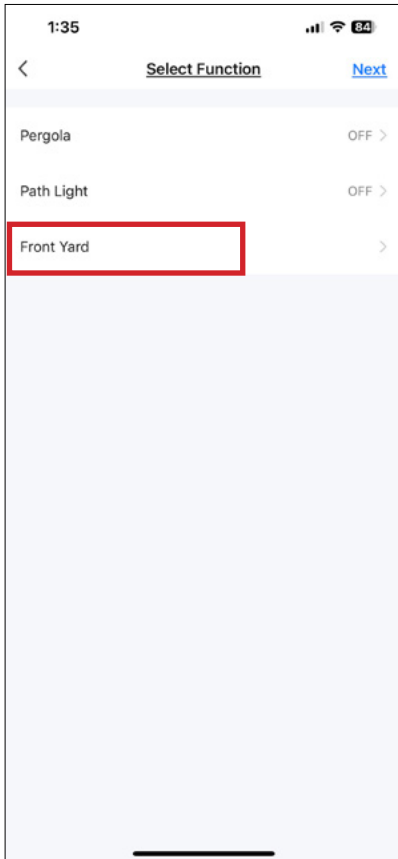 1:35
84
Select Function
Next
Pergola
OFF
Path Light
OFF
Front Yard